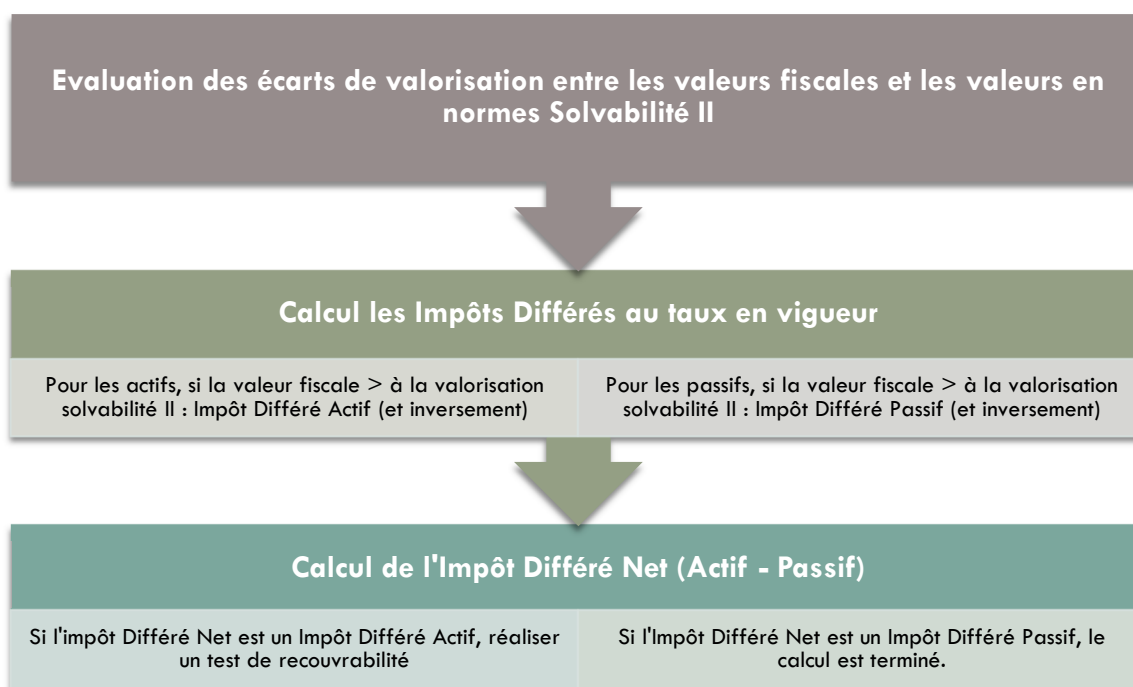 Evaluation des écarts de valorisation entre les valeurs fiscales et les valeurs en
normes Solvabilité II
Calcul les Impôts Différés au taux en vigueur
Pour les actifs, si la valeur fiscale > à la valorisation
solvabilité II : Impôt Différé Actif (et inversement)
Pour les passifs, si la valeur fiscale > à la valorisation
solvabilité II : Impôt Différé Passif (et inversement)
Calcul de l'Impôt Différé Net (Actif - Passif)
Si l'impôt Différé Net est un Impôt Différé Actif, réaliser
un test de recouvrabilité
Si l'Impôt Différé Net est un Impôt Différé Passif, le
calcul est terminé.